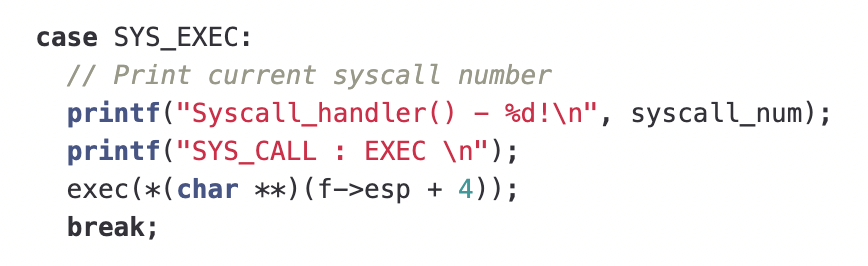 case SYS_EXEC:
// Print current syscall number
printf("Syscall_handler() - %d!\n", syscall_num);
printf("SYS_CALL : EXEC \n");
exec(*(char **)(f->esp + 4));
break;